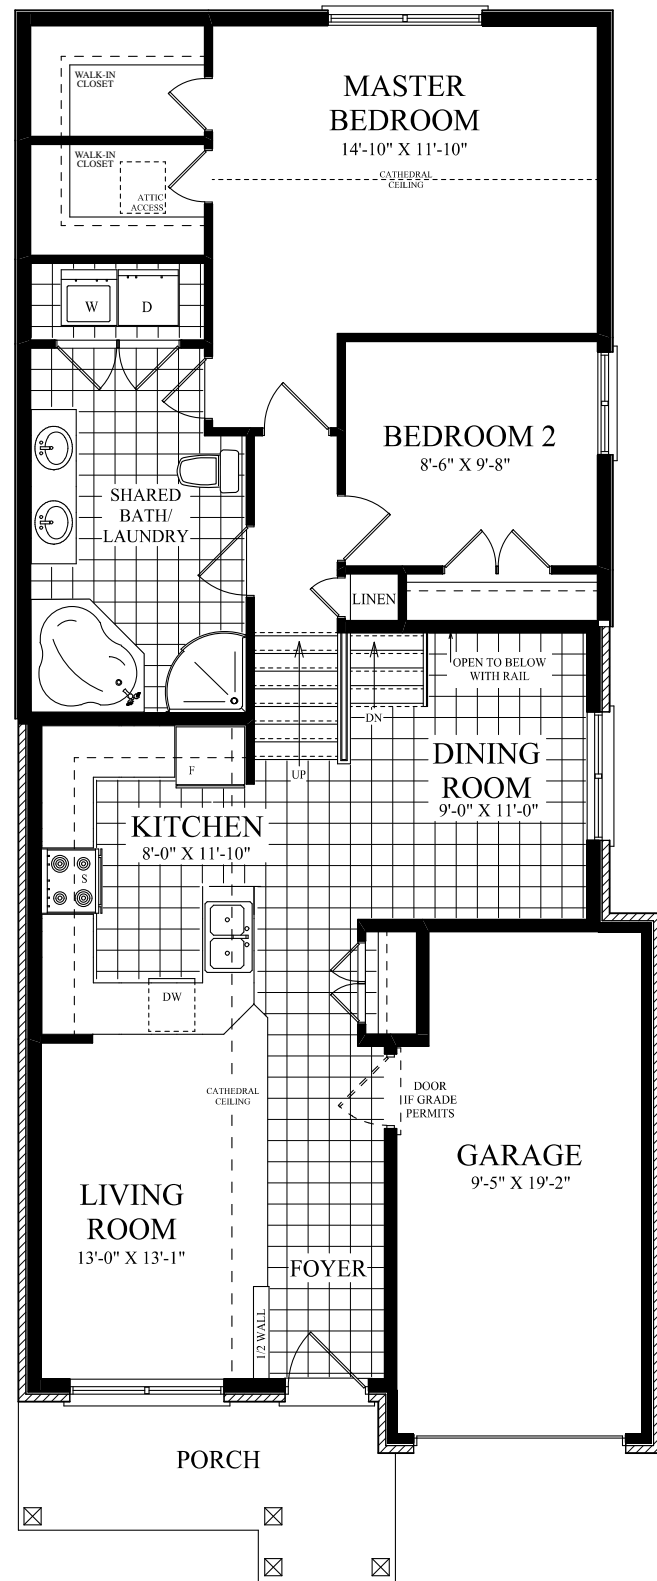 WALK-IN
CLOSET
MASTER
BEDROOM
14'-10" X 11'-10"
WALK-IN
CLOSET
ATTIC
ACCESS
CATHEDRAL
CEILING
W
D
BEDROOM 2
8'-6" X 9'-8"
SHARED
BATH/
LAUNDRY
LINEN
OPEN TO BELOW
WITH RAIL
DN
UP
DINING
ROOM
9'-0" X 11'-0"
F
KITCHEN
8'-0" X 11'-10"
S
DW
CATHEDRAL
CEILING
DOOR
IF GRADE
PERMITS
GARAGE
9'-5" X 19'-2"
LIVING
ROOM
13'-0" X 13'-1"
FOYER
1/2 WALL
PORCH